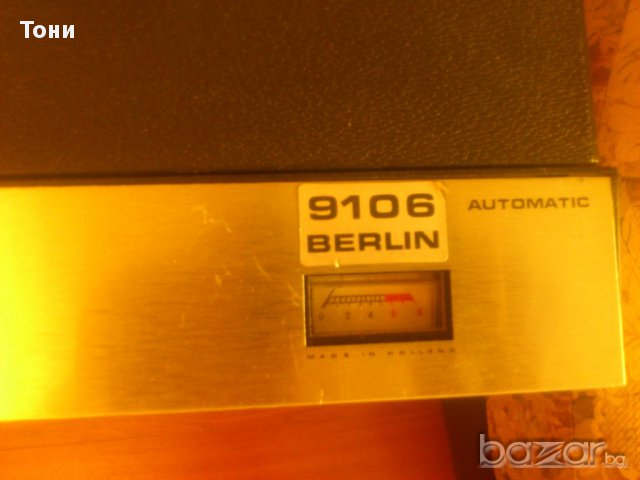 Тони
9106
BERLIN
AUTOMATIC
0 2 4 6 8
MADE IN HOLLAND
bazar.bg